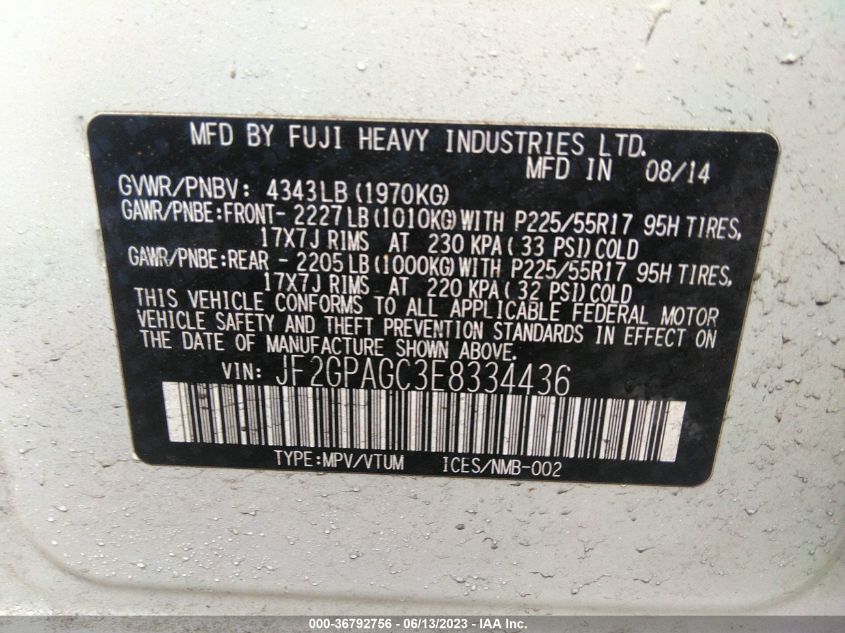 MFD BY FUJI HEAVY INDUSTRIES LTD.
MFD IN 08/14
GVWR/PNBV: 4343LB (1970KG)
GAWR/PNBE:FRONT- 2227LB(1010KG) WITH P225/55R17 95H TIRES,
17X7J RIMS AT 230 KPA( 33 PSI) COLD
GAWR/PNBE:REAR - 2205LB(1000KG) WITH P225/55R17 95H TIRES,
17X7J RIMS AT 220 KPA( 32 PSI) COLD
THIS VEHICLE CONFORMS TO ALL APPLICABLE FEDERAL MOTOR
VEHICLE SAFETY AND THEFT PREVENTION STANDARDS IN EFFECT ON
THE DATE OF MANUFACTURE SHOWN ABOVE.
VIN: JF2GPAGC3E8334436
TYPE:MPV/VTUM ICES/NMB-002
000-36792756 - 06/13/2023 - IAAI.com